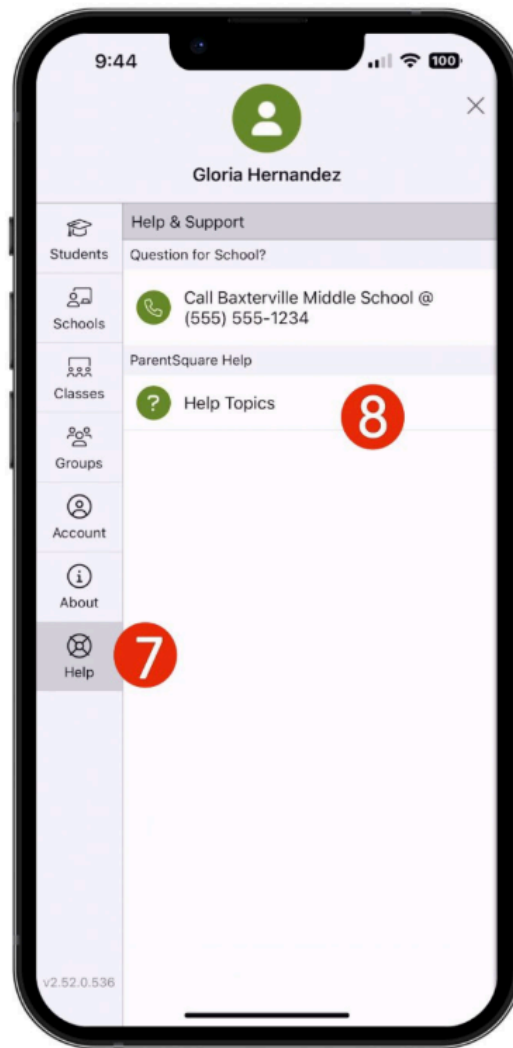 9:44
100
Gloria Hernandez
Students
Schools
Classes
Groups
Account
About
Help
7
Help & Support
Question for School?
Call Baxterville Middle School @
(555) 555-1234
ParentSquare Help
? Help Topics
8
v2.52.0.536